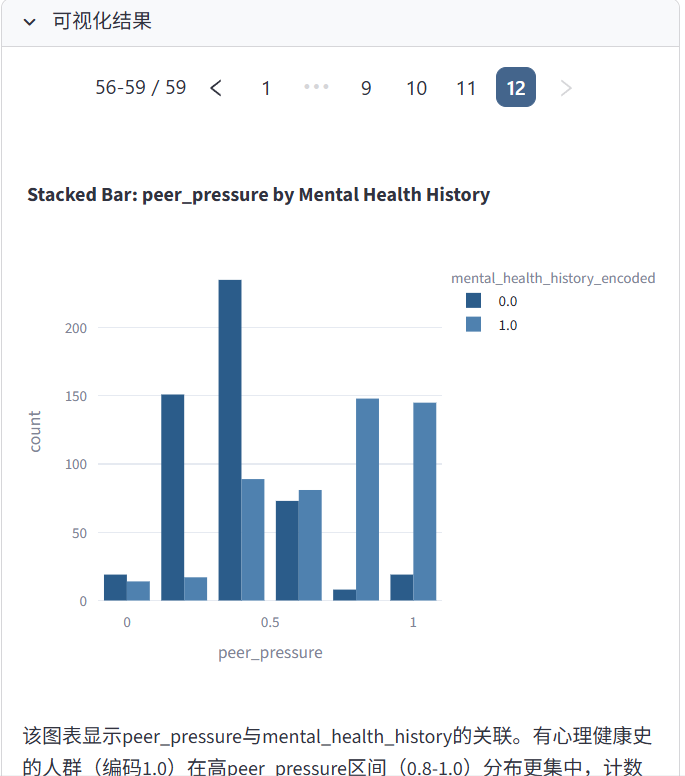 可视化结果
56-59 / 59 1 ••• 9 10 11 12
Stacked Bar: peer_pressure by Mental Health History
mental_health_history_encoded
0.0
1.0
200
150
100
50
0
count
0 0.5 1
peer_pressure
该图表显示peer_pressure与mental_health_history的关联。有心理健康史
的人群（编码1.0）在高peer_pressure区间（0.8-1.0）分布更集中，计数